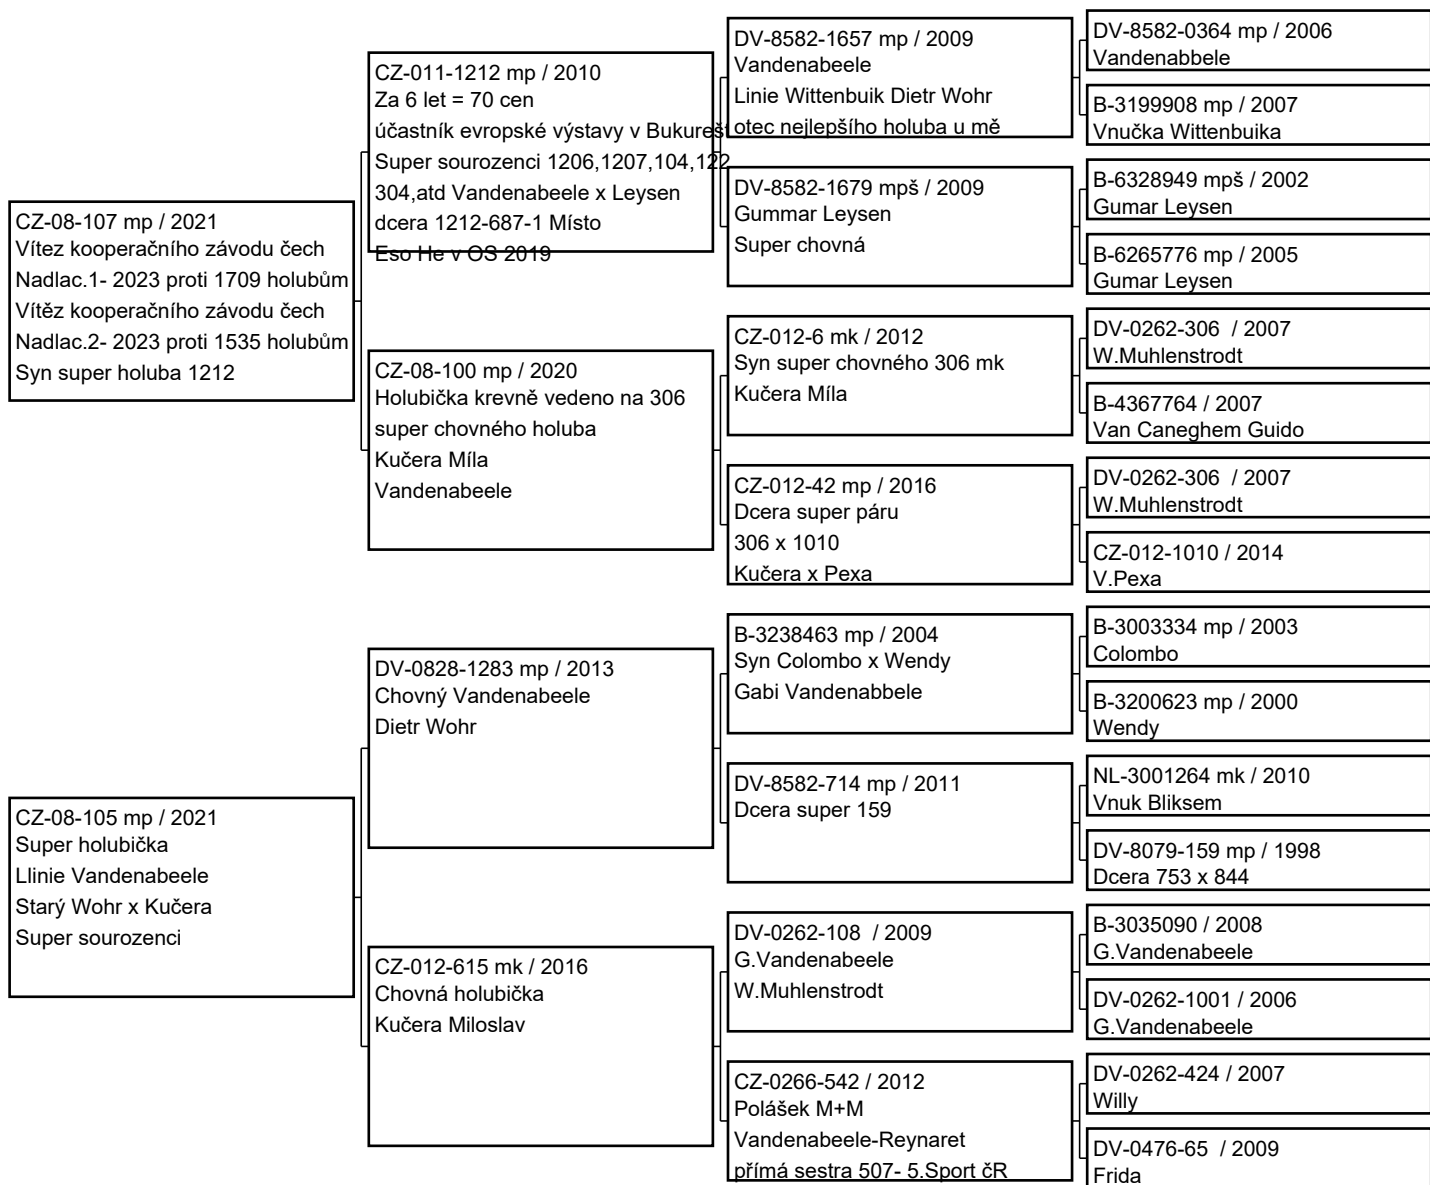 CZ-08-107 mp / 2021
Vítez kooperačního závodu čech
Nadlac.1- 2023 proti 1709 holubům
Vítěz kooperačního závodu čech
Nadlac.2- 2023 proti 1535 holubům
Syn super holuba 1212
CZ-08-105 mp / 2021
Super holubička
Llinie Vandenabeele
Starý Wohr x Kučera
Super sourozenci
CZ-011-1212 mp / 2010
Za 6 let = 70 cen
účastník evropské výstavy v Bukurešt
Super sourozenci 1206,1207,104,122
304,atd Vandenabeele x Leysen
dcera 1212-687-1 Místo
Eso He v OS 2019
CZ-08-100 mp / 2020
Holubička krevně vedeno na 306
super chovného holuba
Kučera Míla
Vandenabeele
DV-0828-1283 mp / 2013
Chovný Vandenabeele
Dietr Wohr
CZ-012-615 mk / 2016
Chovná holubička
Kučera Miloslav
DV-8582-1657 mp / 2009
Vandenabeele
Linie Wittenbuik Dietr Wohr
otec nejlepšího holuba u mě
DV-8582-1679 mpš / 2009
Gummar Leysen
Super chovná
CZ-012-6 mk / 2012
Syn super chovného 306 mk
Kučera Míla
CZ-012-42 mp / 2016
Dcera super páru
306 x 1010
Kučera x Pexa
B-3238463 mp / 2004
Syn Colombo x Wendy
Gabi Vandenabbele
DV-8582-714 mp / 2011
Dcera super 159
DV-0262-108 / 2009
G.Vandenabeele
W.Muhlenstrodt
CZ-0266-542 / 2012
Polášek M+M
Vandenabeele-Reynaret
přímá sestra 507- 5.Sport čR
DV-8582-0364 mp / 2006
Vandenabbele
B-3199908 mp / 2007
Vnučka Wittenbuika
B-6328949 mpš / 2002
Gumar Leysen
B-6265776 mp / 2005
Gumar Leysen
DV-0262-306 / 2007
W.Muhlenstrodt
B-4367764 / 2007
Van Caneghem Guido
DV-0262-306 / 2007
W.Muhlenstrodt
CZ-012-1010 / 2014
V.Pexa
B-3003334 mp / 2003
Colombo
B-3200623 mp / 2000
Wendy
NL-3001264 mk / 2010
Vnuk Bliksem
DV-8079-159 mp / 1998
Dcera 753 x 844
B-3035090 / 2008
G.Vandenabeele
DV-0262-1001 / 2006
G.Vandenabeele
DV-0262-424 / 2007
Willy
DV-0476-65 / 2009
Frida